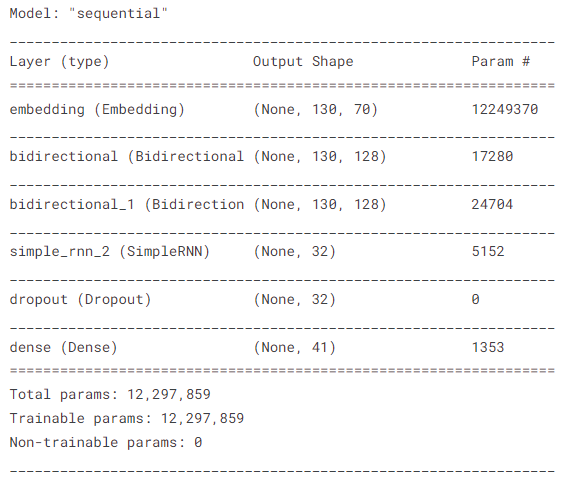 Model: "sequential"
_________________________________________________________________
Layer (type)                 Output Shape              Param #
=================================================================
embedding (Embedding)        (None, 130, 70)           12249370
_________________________________________________________________
bidirectional (Bidirectional (None, 130, 128)          17280
_________________________________________________________________
bidirectional_1 (Bidirection (None, 130, 128)          24704
_________________________________________________________________
simple_rnn_2 (SimpleRNN)     (None, 32)                5152
_________________________________________________________________
dropout (Dropout)            (None, 32)                0
_________________________________________________________________
dense (Dense)                (None, 41)                1353
=================================================================
Total params: 12,297,859
Trainable params: 12,297,859
Non-trainable params: 0
_________________________________________________________________